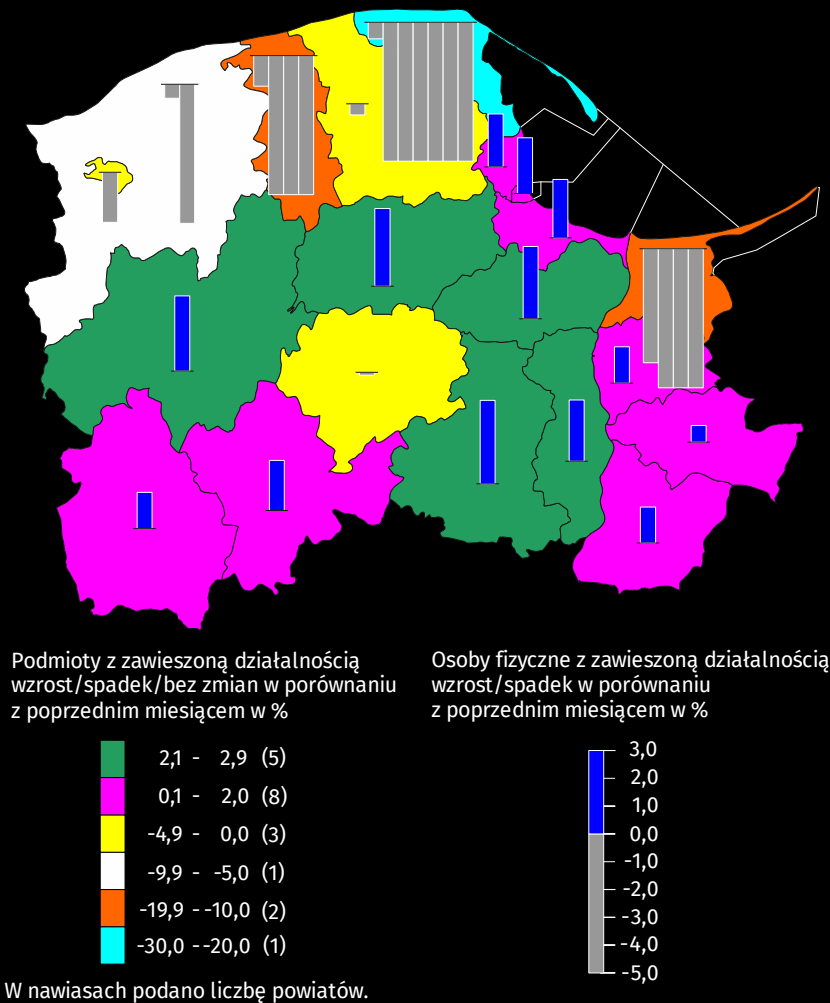 Podmioty z zawieszoną działalnością
wzrost/spadek/bez zmian w porównaniu
z poprzednim miesiącem w %
2,1 - 2,9 (5)
0,1 - 2,0 (8)
-4,9 - 0,0 (3)
-9,9 - -5,0 (1)
-19,9 - -10,0 (2)
-30,0 - -20,0 (1)
Osoby fizyczne z zawieszoną działalnością
wzrost/spadek w porównaniu
z poprzednim miesiącem w %
3,0
2,0
1,0
0,0
-1,0
-2,0
-3,0
-4,0
-5,0
W nawiasach podano liczbę powiatów.